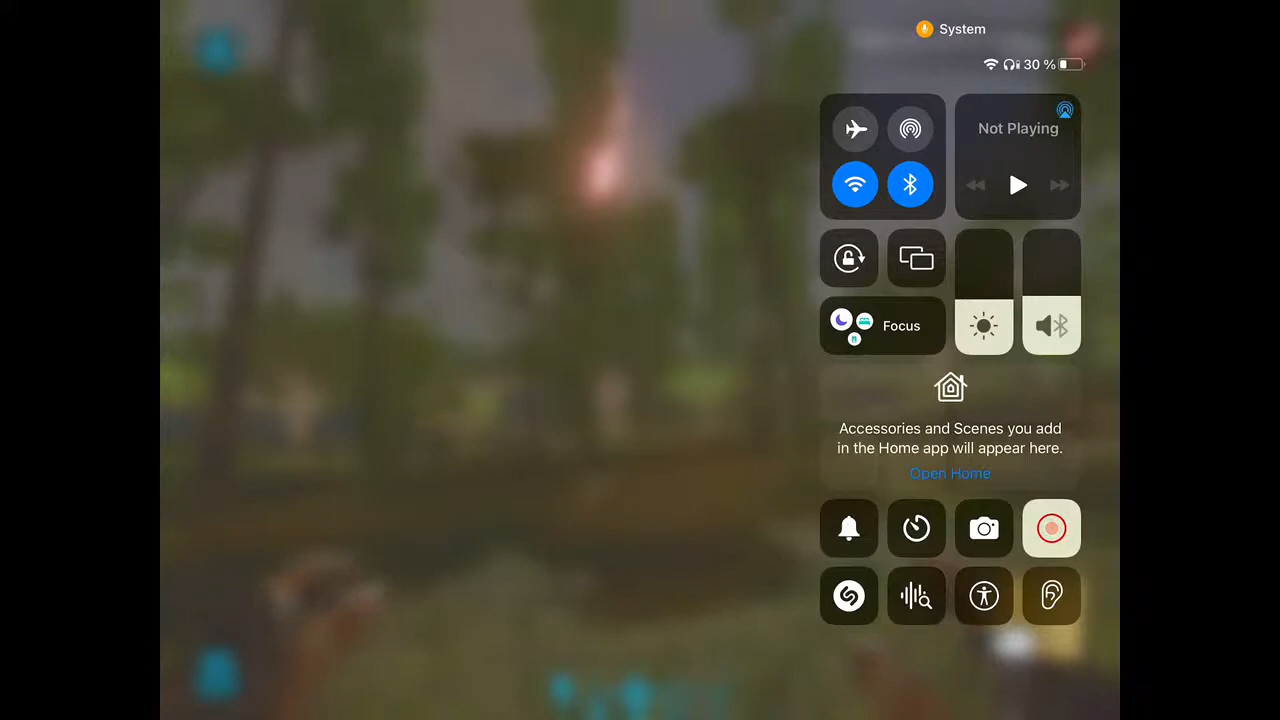 System
30 %
Not Playing
Focus
Accessories and Scenes you add
in the Home app will appear here.
Open Home